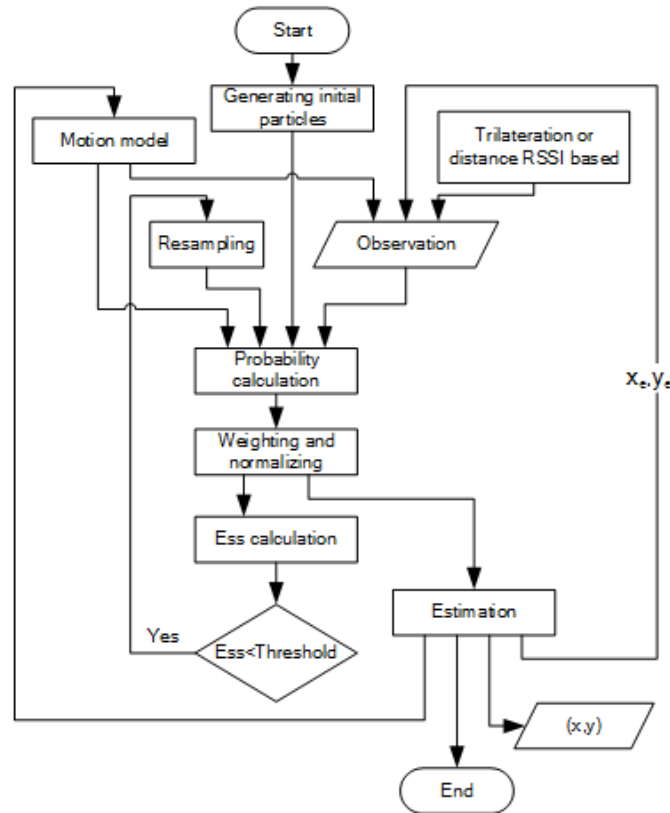 Start
Generating initial
particles
Motion model
Trilateration or
distance RSSI based
Resampling
Observation
Probability
calculation
xₑ,yₑ
Weighting and
normalizing
Ess calculation
Estimation
Yes
Ess<Threshold
(x,y)
End